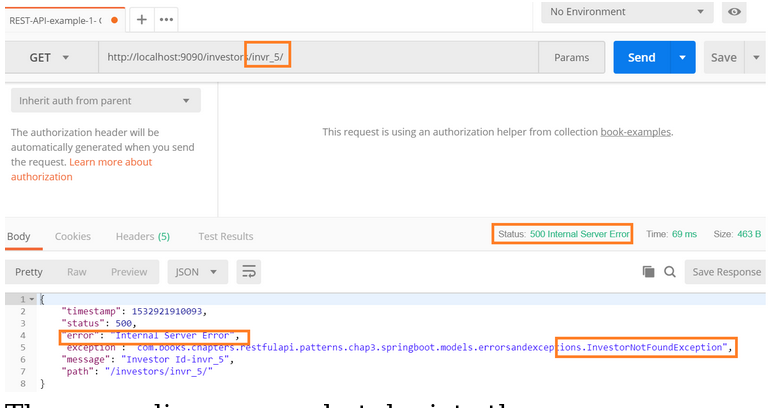 REST-API-example-1-
No Environment
GET http://localhost:9090/investors/invr_5/ Params Send Save
Inherit auth from parent
The authorization header will be
automatically generated when you send
the request. Learn more about
authorization
This request is using an authorization helper from collection book-examples.
Body Cookies Headers (5) Test Results Status: 500 Internal Server Error Time: 69 ms Size: 463 B
Pretty Raw Preview JSON Save Response
1 {
2 "timestamp": 1532921910093,
3 "status": 500,
4 "error": "Internal Server Error",
5 "exception": "com.books.chapters.restfulapi.patterns.chap3.springboot.models.errorsandexceptions.InvestorNotFoundException",
6 "message": "Investor Id-invr_5",
7 "path": "/investors/invr_5/"
8 }